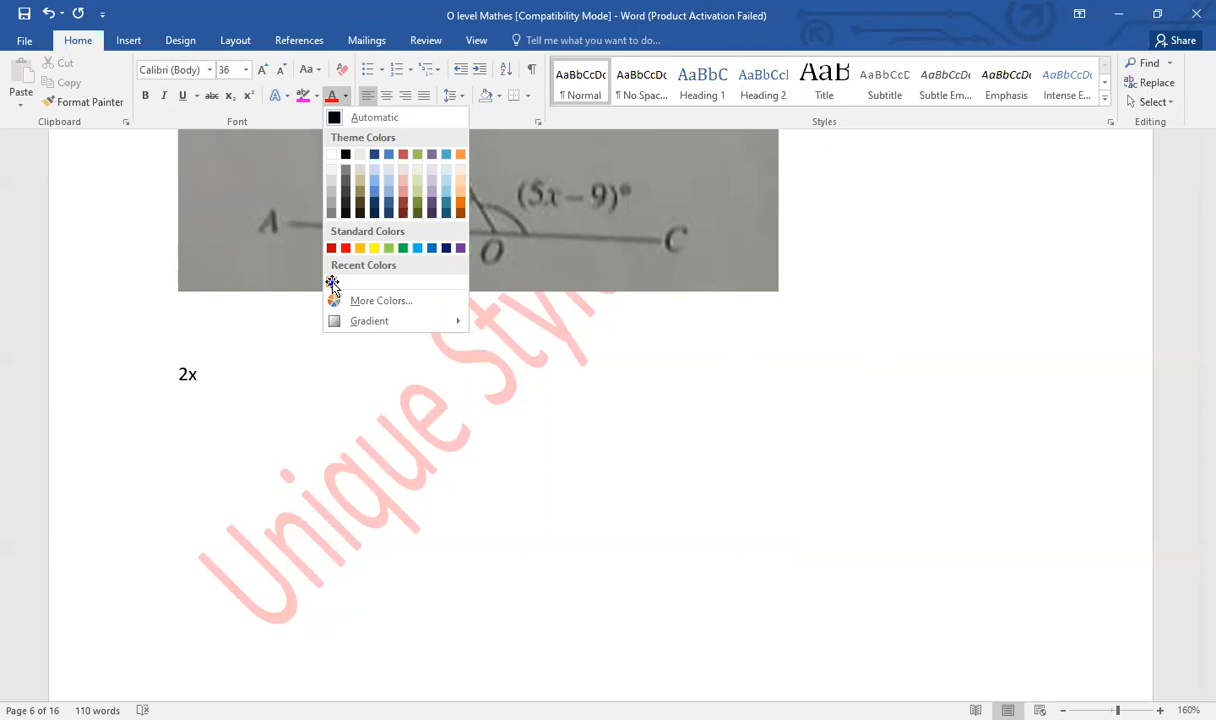 O level Mathes [Compatibility Mode] - Word (Product Activation Failed)
File Home Insert Design Layout References Mailings Review View Tell me what you want to do... Share
Paste
Cut
Copy
Format Painter
Calibri (Body) 36
AaBbCcDc AaBbCcDc AaBbC AaBbCcI AaB AaBbCcD AaBbCcDc AaBbCcDc AaBbCcDc
¶ Normal ¶ No Spac... Heading 1 Heading 2 Title Subtitle Subtle Em... Emphasis Intense E...
Find
Replace
Select
Clipboard Font Styles Editing
Automatic
Theme Colors
Standard Colors
Recent Colors
More Colors...
Gradient
(5x – 9)°
A O C
2x
Unique Style
Page 6 of 16 110 words 160%